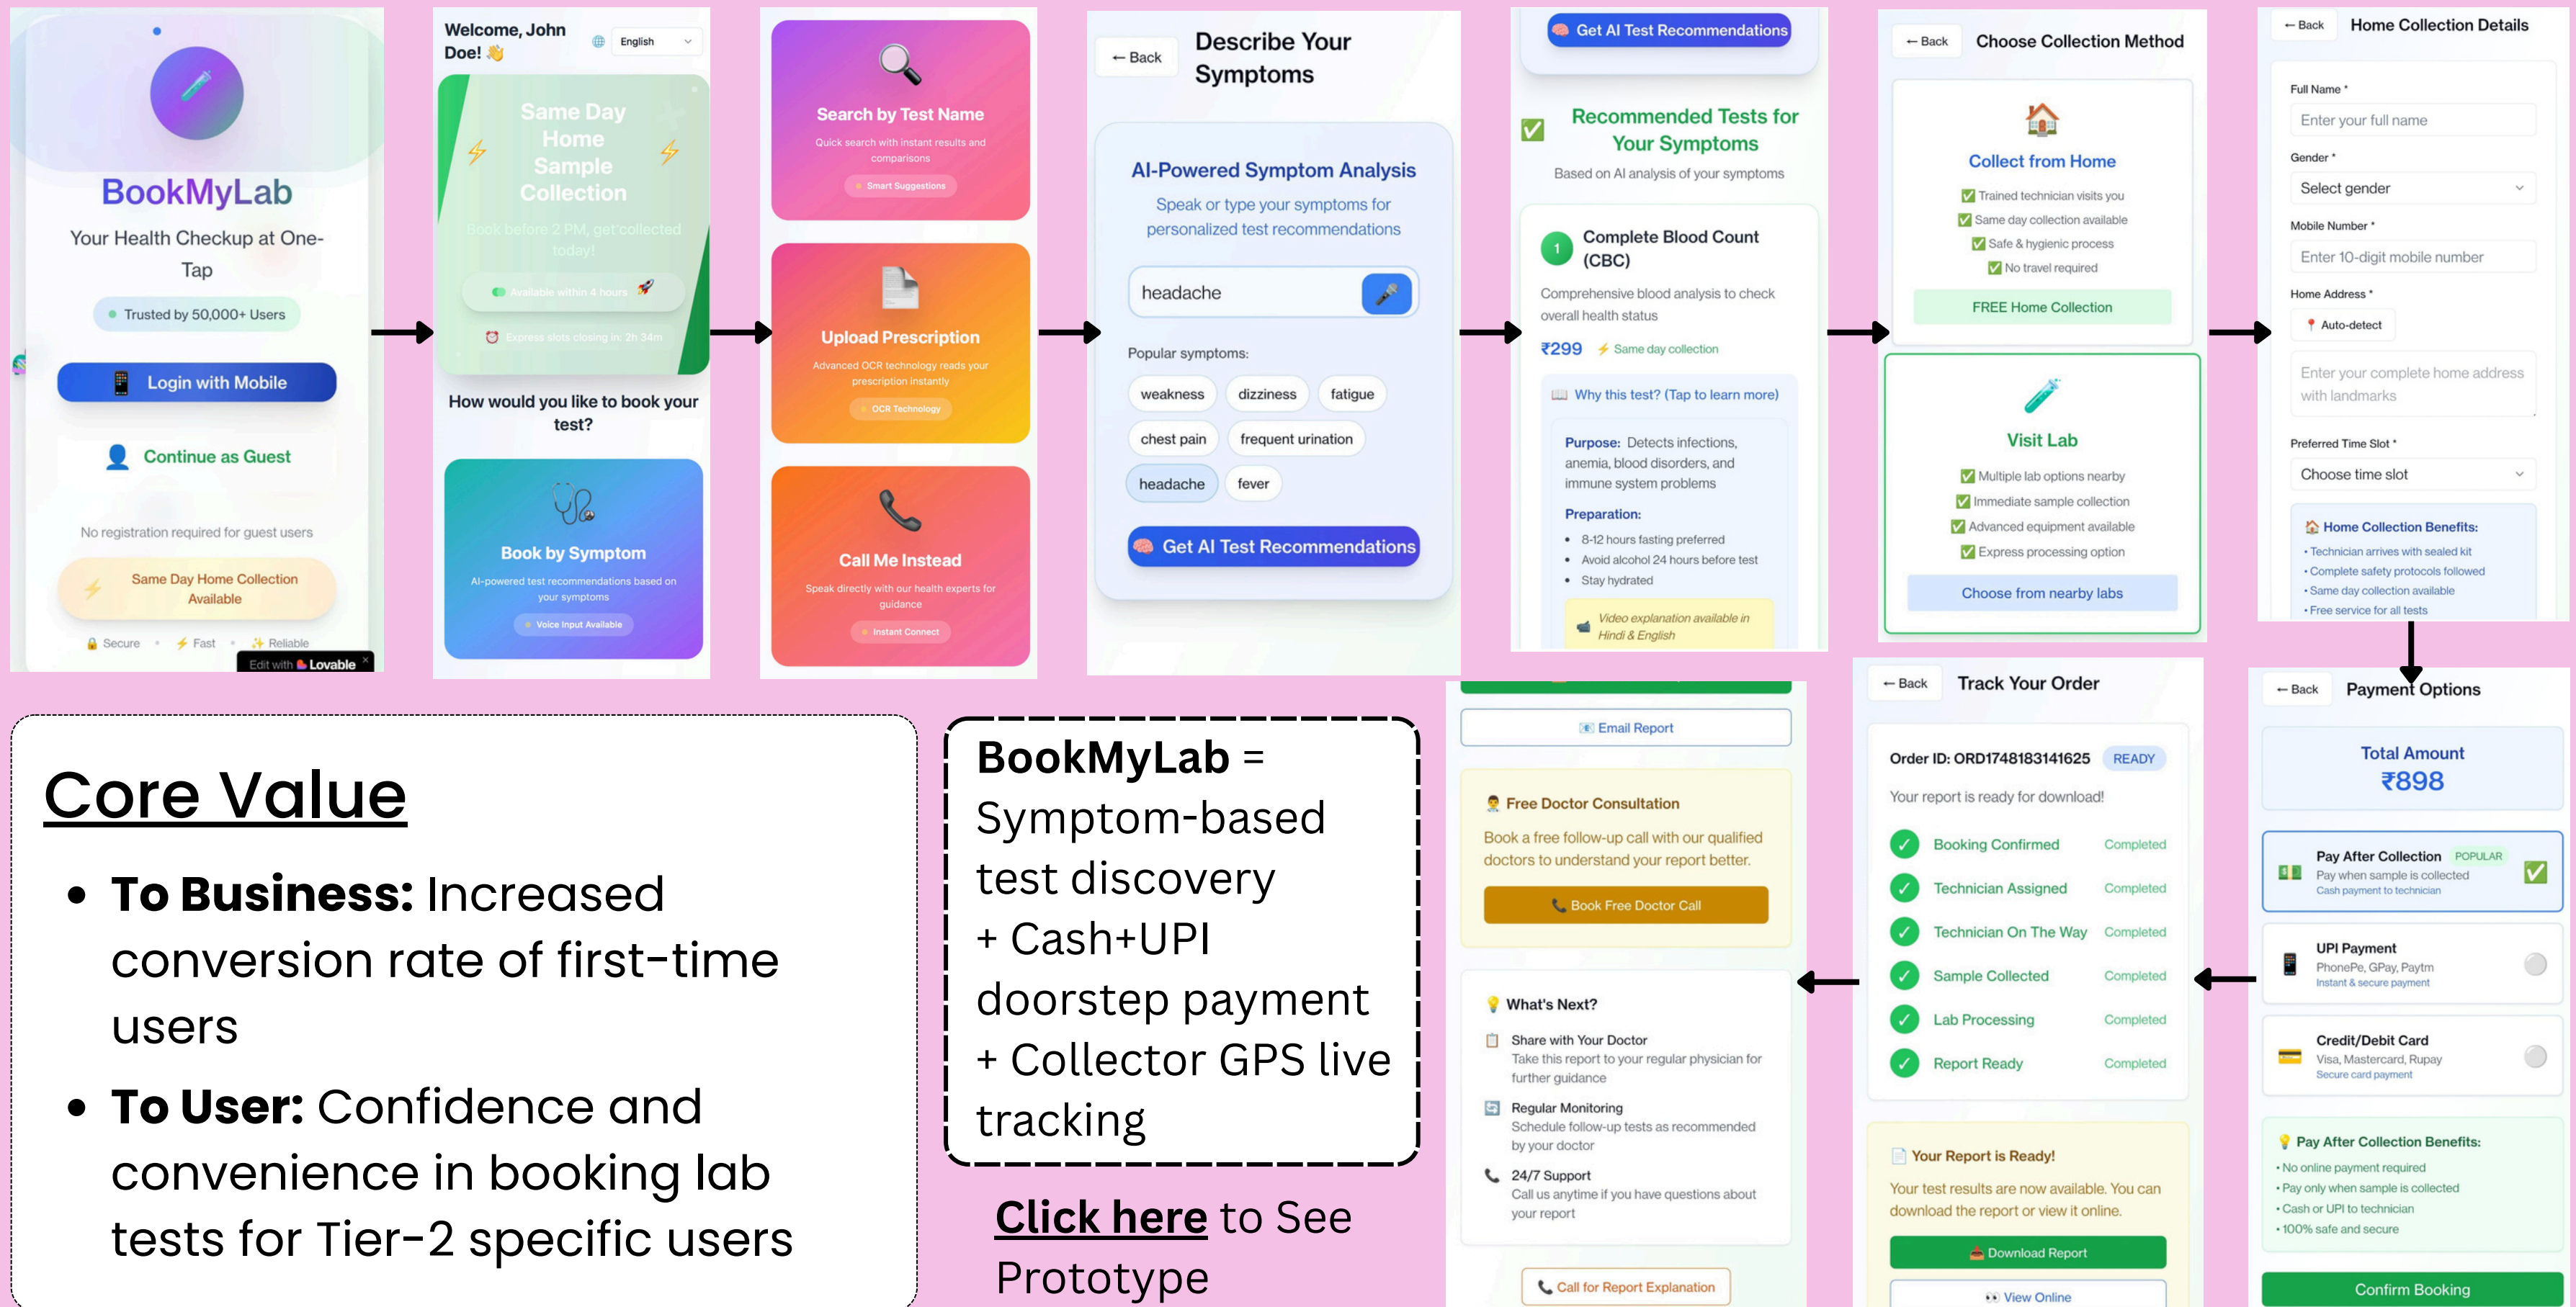 BookMyLab
Your Health Checkup at One-
Tap
Trusted by 50,000+ Users
Login with Mobile
Continue as Guest
No registration required for guest users
Same Day Home Collection
Available
Secure • Fast • Reliable
Edit with Lovable ×
Welcome, John
Doe!
English
Same Day
Home
Sample
Collection
Book before 2 PM, get collected
today!
Available within 4 hours
Express slots closing in: 2h 34m
How would you like to book your
test?
Book by Symptom
AI-powered test recommendations based on
your symptoms
Voice Input Available
Search by Test Name
Quick search with instant results and
comparisons
Smart Suggestions
Upload Prescription
Advanced OCR technology reads your
prescription instantly
OCR Technology
Call Me Instead
Speak directly with our health experts for
guidance
Instant Connect
← Back
Describe Your
Symptoms
AI-Powered Symptom Analysis
Speak or type your symptoms for
personalized test recommendations
headache
Popular symptoms:
weakness dizziness fatigue
chest pain frequent urination
headache fever
Get AI Test Recommendations
Get AI Test Recommendations
Recommended Tests for
Your Symptoms
Based on AI analysis of your symptoms
1 Complete Blood Count
(CBC)
Comprehensive blood analysis to check
overall health status
₹299 Same day collection
Why this test? (Tap to learn more)
Purpose: Detects infections,
anemia, blood disorders, and
immune system problems
Preparation:
• 8-12 hours fasting preferred
• Avoid alcohol 24 hours before test
• Stay hydrated
Video explanation available in
Hindi & English
← Back Choose Collection Method
Collect from Home
Trained technician visits you
Same day collection available
Safe & hygienic process
No travel required
FREE Home Collection
Visit Lab
Multiple lab options nearby
Immediate sample collection
Advanced equipment available
Express processing option
Choose from nearby labs
← Back Home Collection Details
Full Name *
Enter your full name
Gender *
Select gender
Mobile Number *
Enter 10-digit mobile number
Home Address *
Auto-detect
Enter your complete home address
with landmarks
Preferred Time Slot *
Choose time slot
Home Collection Benefits:
• Technician arrives with sealed kit
• Complete safety protocols followed
• Same day collection available
• Free service for all tests
← Back Payment Options
Total Amount
₹898
Pay After Collection POPULAR
Pay when sample is collected
Cash payment to technician
UPI Payment
PhonePe, GPay, Paytm
Instant & secure payment
Credit/Debit Card
Visa, Mastercard, Rupay
Secure card payment
Pay After Collection Benefits:
• No online payment required
• Pay only when sample is collected
• Cash or UPI to technician
• 100% safe and secure
Confirm Booking
← Back Track Your Order
Order ID: ORD1748183141625 READY
Your report is ready for download!
Booking Confirmed Completed
Technician Assigned Completed
Technician On The Way Completed
Sample Collected Completed
Lab Processing Completed
Report Ready Completed
Your Report is Ready!
Your test results are now available. You can
download the report or view it online.
Download Report
View Online
Email Report
Free Doctor Consultation
Book a free follow-up call with our qualified
doctors to understand your report better.
Book Free Doctor Call
What's Next?
Share with Your Doctor
Take this report to your regular physician for
further guidance
Regular Monitoring
Schedule follow-up tests as recommended
by your doctor
24/7 Support
Call us anytime if you have questions about
your report
Call for Report Explanation
Core Value
• To Business: Increased
conversion rate of first-time
users
• To User: Confidence and
convenience in booking lab
tests for Tier-2 specific users
BookMyLab =
Symptom-based
test discovery
+ Cash+UPI
doorstep payment
+ Collector GPS live
tracking
Click here to See
Prototype